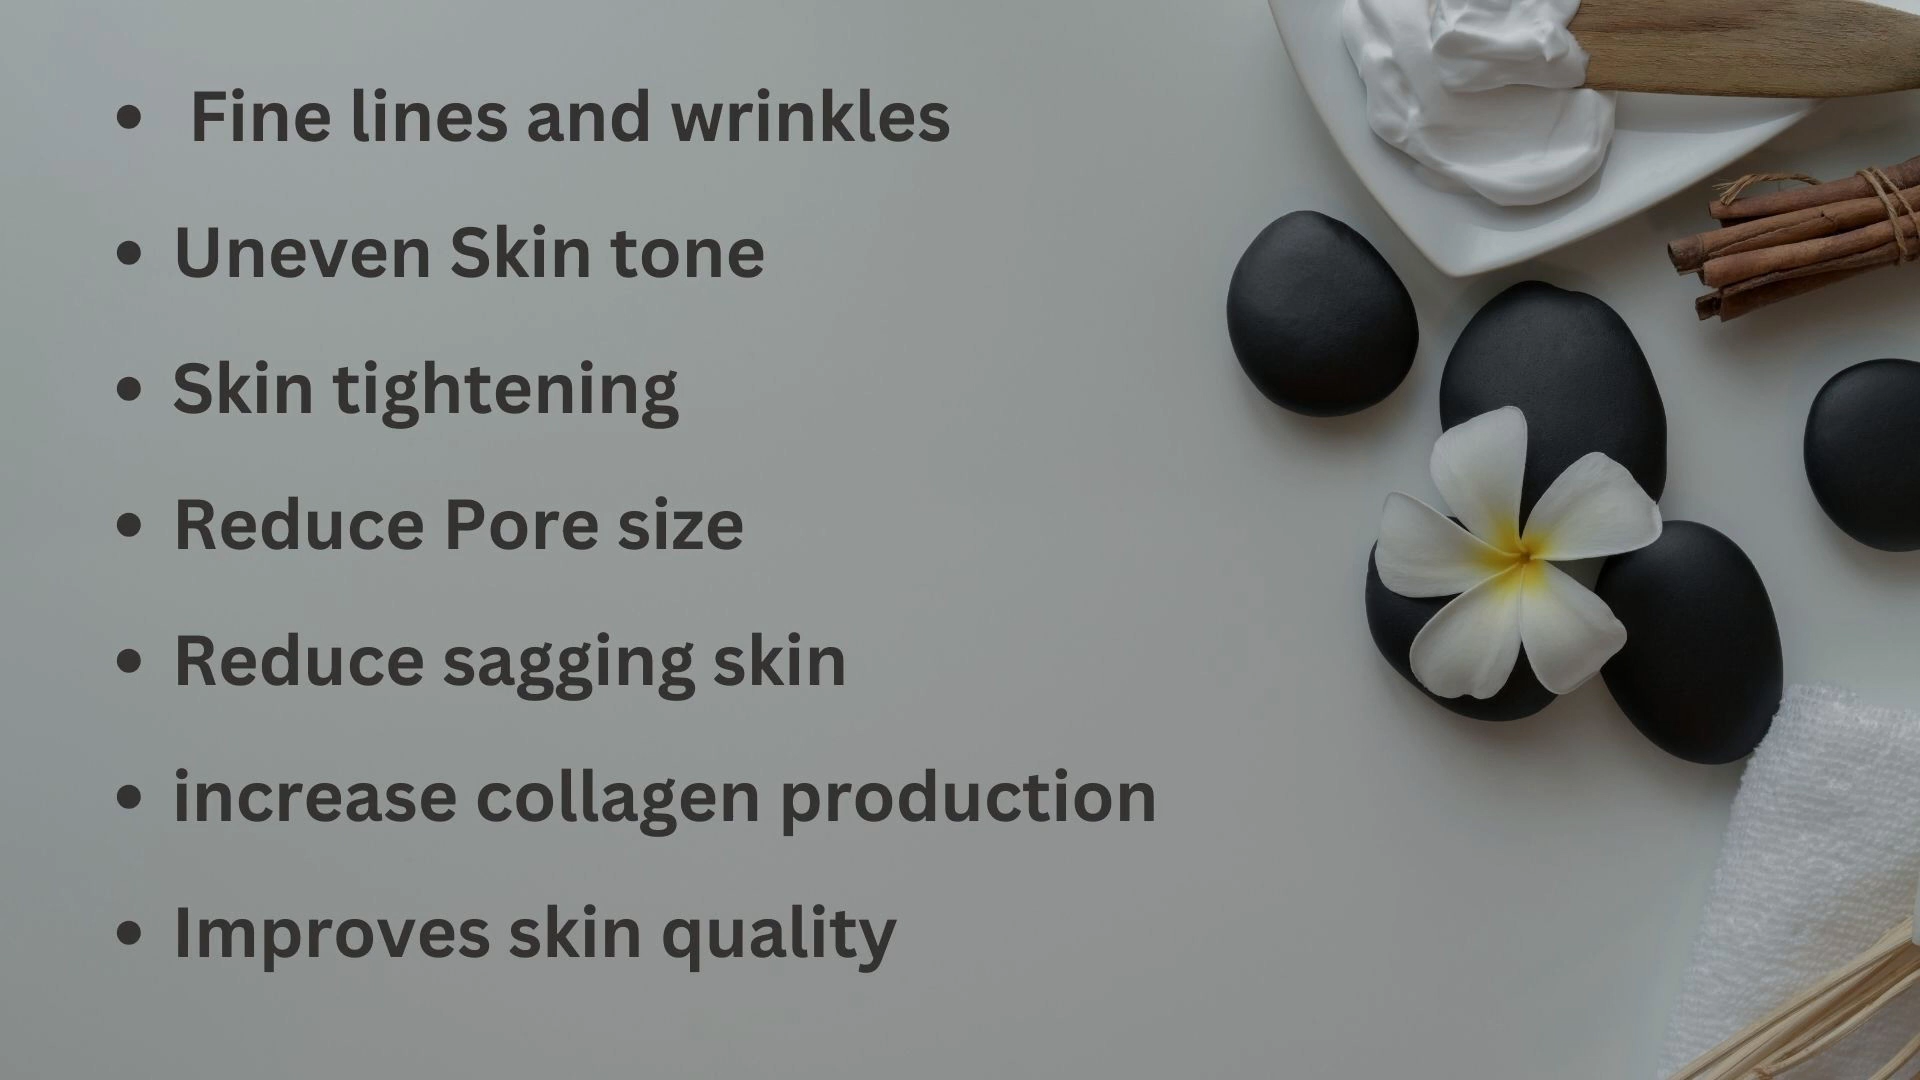 • Fine lines and wrinkles
• Uneven Skin tone
• Skin tightening
• Reduce Pore size
• Reduce sagging skin
• increase collagen production
• Improves skin quality